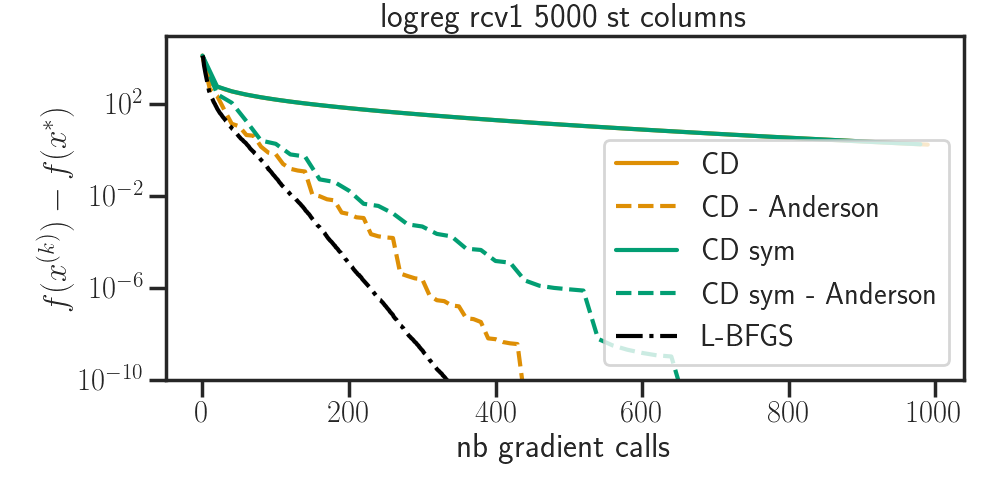 logreg rcv1 5000 st columns
f(x^{(k)}) − f(x^*)
10^2
10^{−2}
10^{−6}
10^{−10}
CD
CD - Anderson
CD sym
CD sym - Anderson
L-BFGS
0 200 400 600 800 1000
nb gradient calls